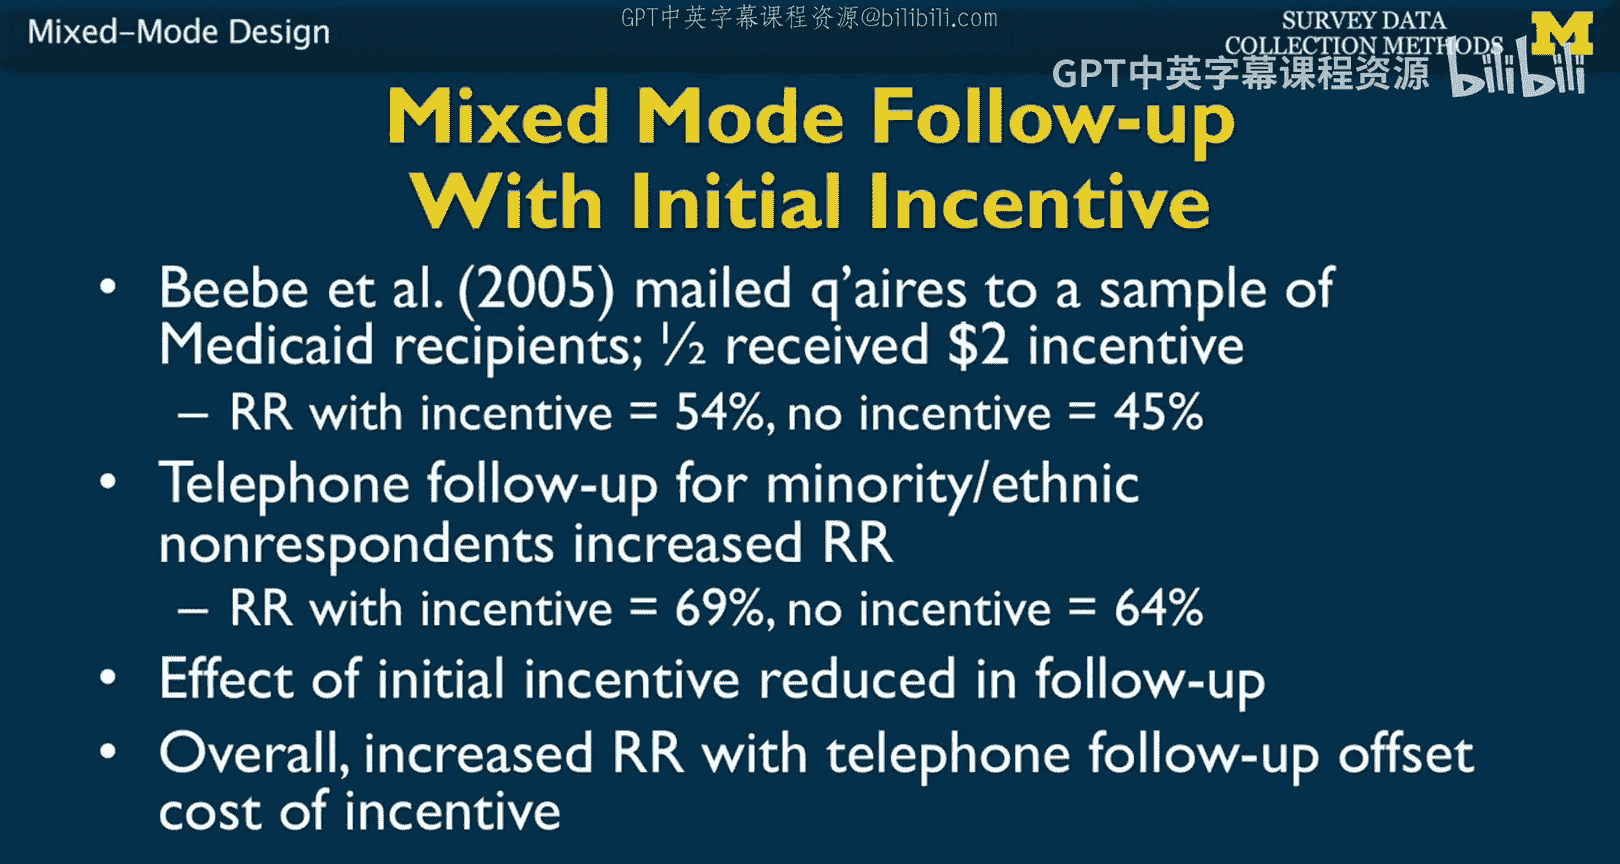 Mixed-Mode Design
GPT中英字幕课程资源@bilibili.com
SURVEY DATA
COLLECTION METHODS
M
GPT中英字幕课程资源 bilibili
Mixed Mode Follow-up
With Initial Incentive
• Beebe et al. (2005) mailed q’aires to a sample of
Medicaid recipients; ½ received $2 incentive
– RR with incentive = 54%, no incentive = 45%
• Telephone follow-up for minority/ethnic
nonrespondents increased RR
– RR with incentive = 69%, no incentive = 64%
• Effect of initial incentive reduced in follow-up
• Overall, increased RR with telephone follow-up offset
cost of incentive